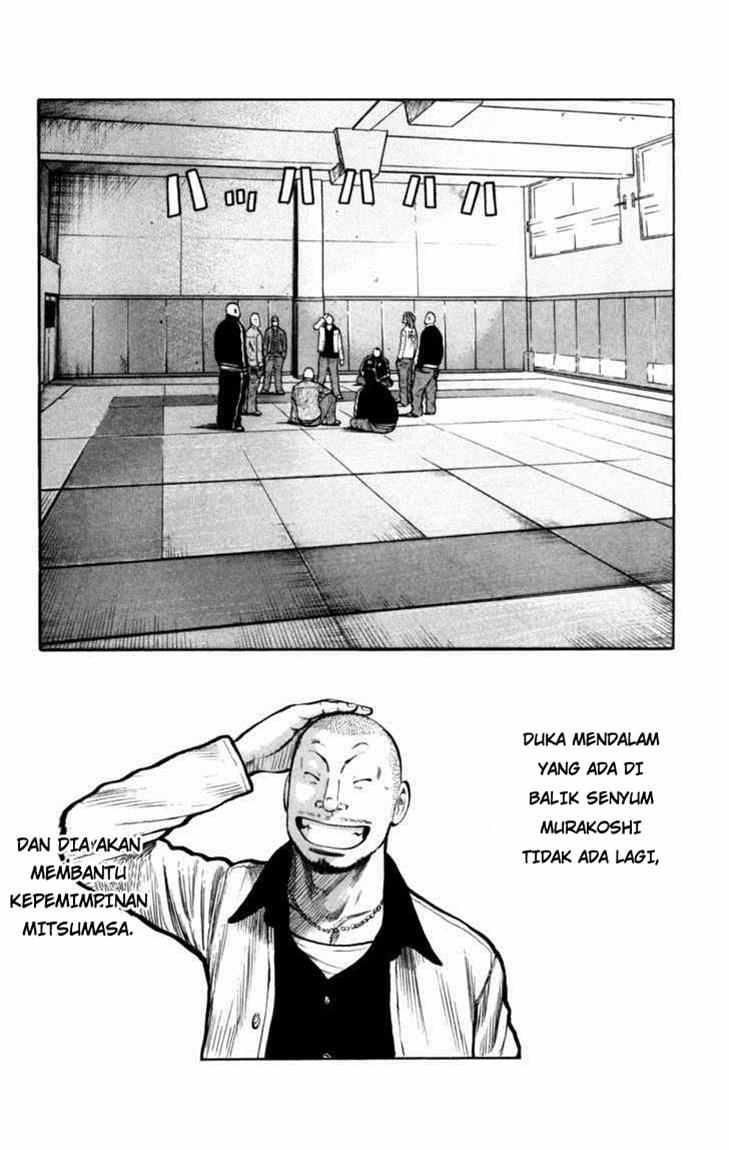 DUKA MENDALAM
YANG ADA DI
BALIK SENYUM
MURAKOSHI
TIDAK ADA LAGI,
DAN DIA AKAN
MEMBANTU
KEPEMIMPINAN
MITSUMASA.